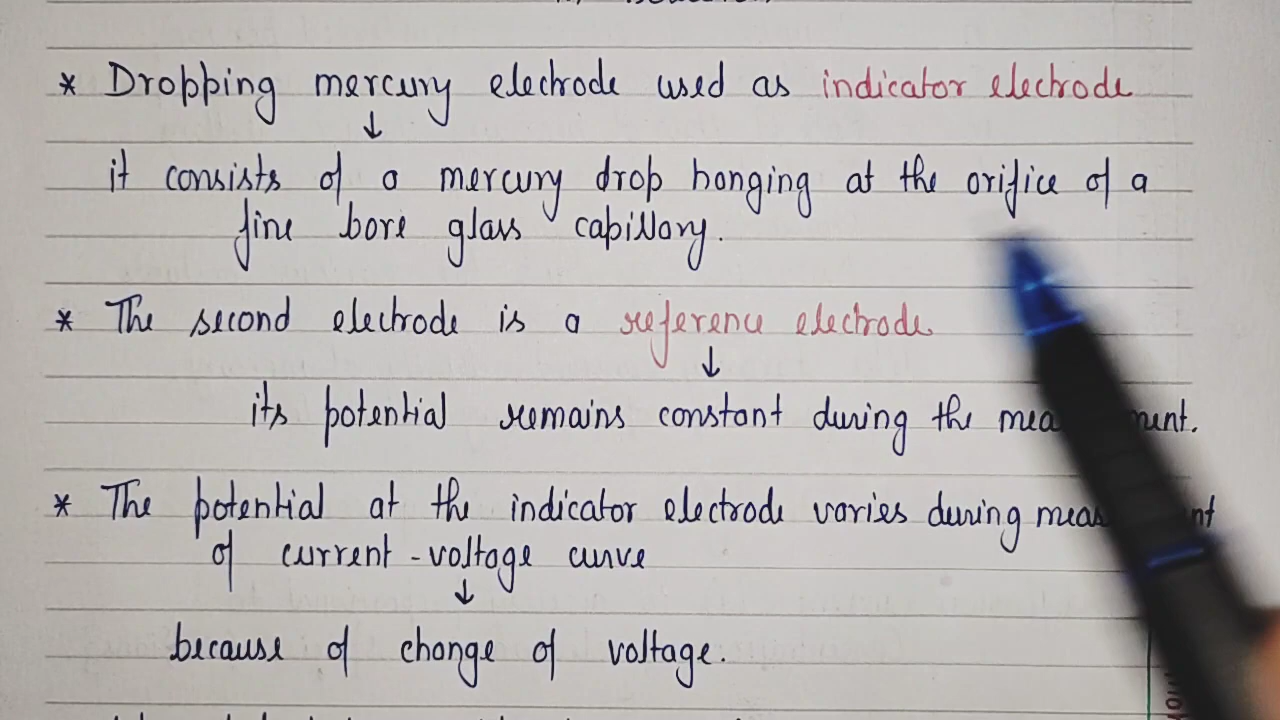 * Dropping mercury electrode used as indicator electrode
↓
it consists of a mercury drop hanging at the orifice of a
fine bore glass capillary.
* The second electrode is a reference electrode.
↓
its potential remains constant during the
* The potential at the indicator electrode varies during
of current-voltage curve
↓
because of change of voltage.